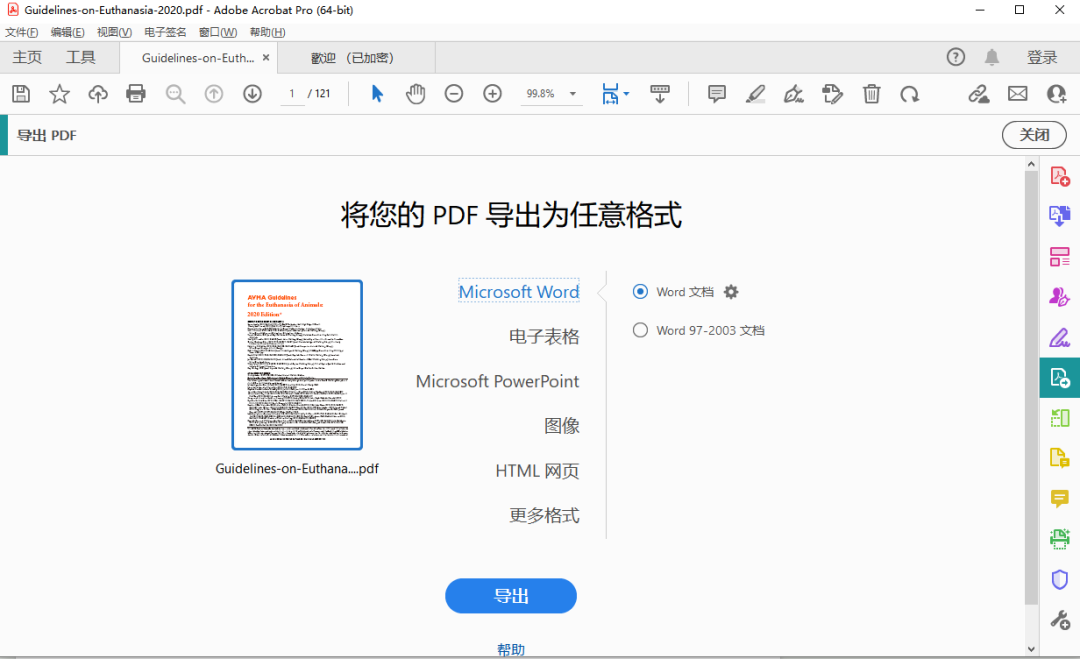 Guidelines-on-Euthanasia-2020.pdf - Adobe Acrobat Pro (64-bit)
文件(F) 编辑(E) 视图(V) 电子签名 窗口(W) 帮助(H)
主页 工具 Guidelines-on-Euth... × 歡迎 (已加密) 登录
1 / 121 99.8%
导出 PDF 关闭
将您的 PDF 导出为任意格式
AVMA Guidelines
for the Euthanasia of Animals:
2020 Edition*
Guidelines-on-Euthana....pdf
Microsoft Word
电子表格
Microsoft PowerPoint
图像
HTML 网页
更多格式
Word 文档
Word 97-2003 文档
导出
帮助